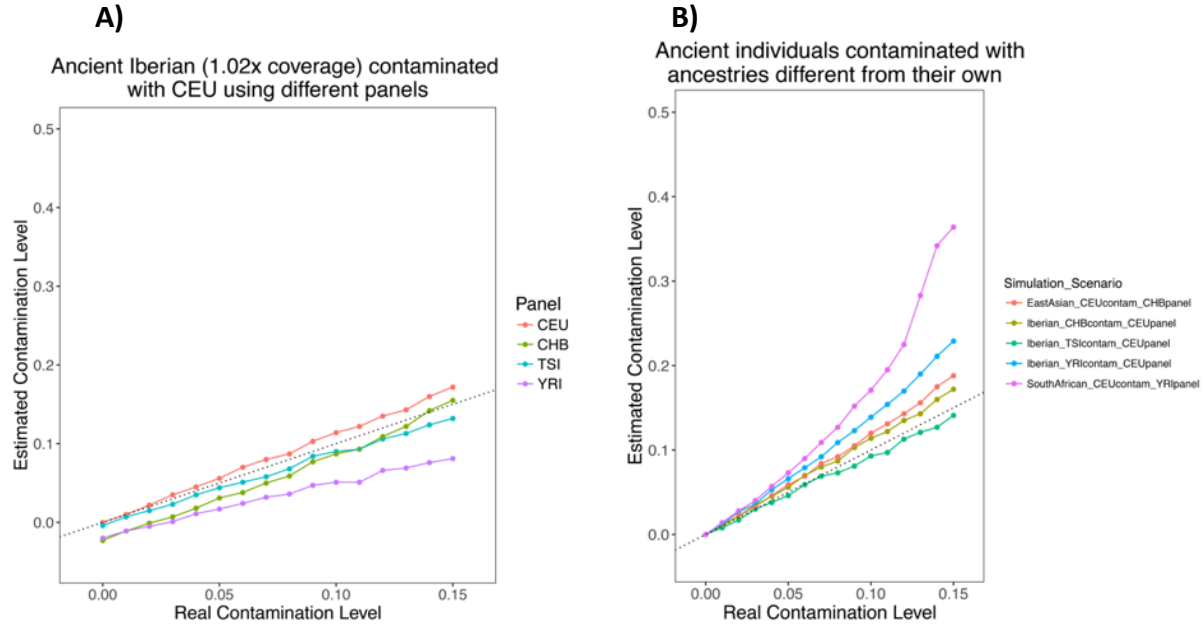 A)
Ancient Iberian (1.02x coverage) contaminated
with CEU using different panels
Estimated Contamination Level
0.5
0.4
0.3
0.2
0.1
0.0
0.00
0.05
0.10
0.15
Real Contamination Level
Panel
CEU
CHB
TSI
YRI
B)
Ancient individuals contaminated with
ancestries different from their own
Estimated Contamination Level
0.5
0.4
0.3
0.2
0.1
0.0
0.00
0.05
0.10
0.15
Real Contamination Level
Simulation_Scenario
EastAsian_CEUcontam_CHBpanel
Iberian_CHBcontam_CEUpanel
Iberian_TSIcontam_CEUpanel
Iberian_YRIcontam_CEUpanel
SouthAfrican_CEUcontam_YRIpanel